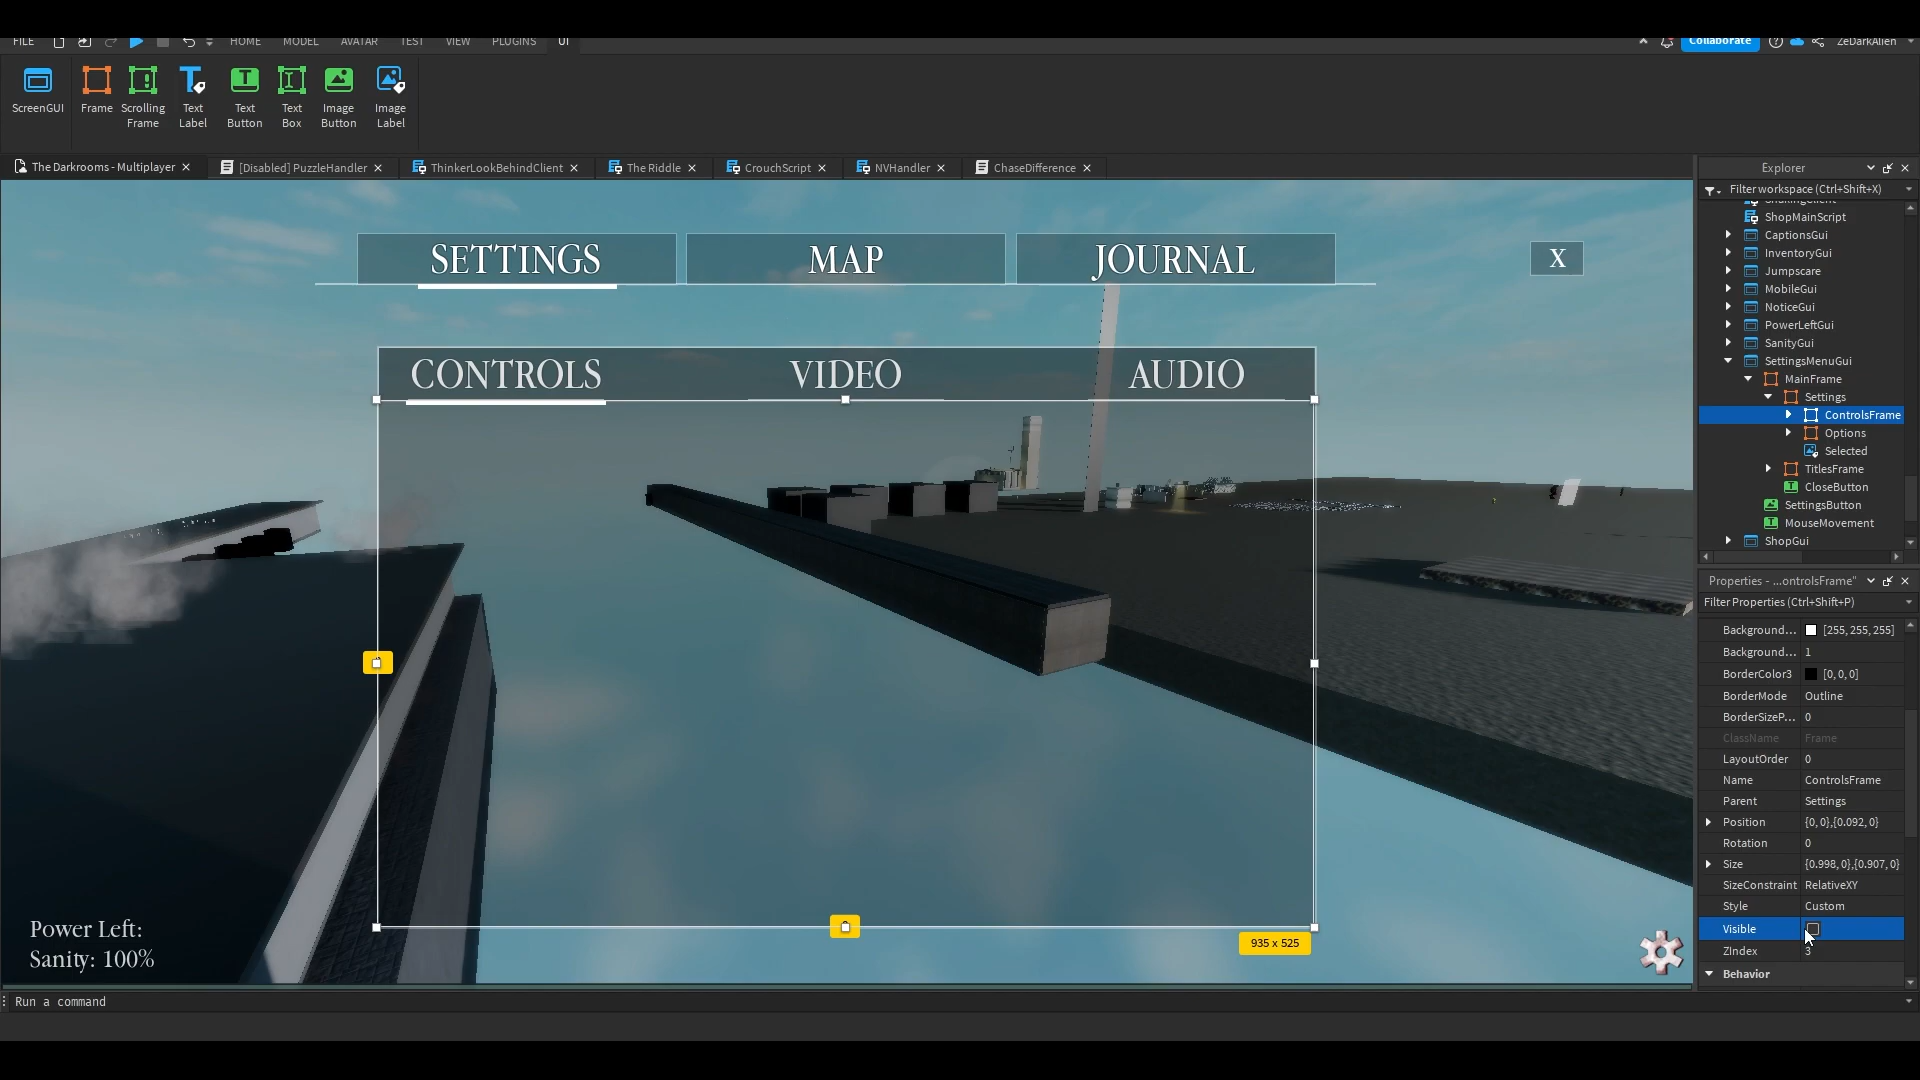 FILE HOME MODEL AVATAR TEST VIEW PLUGINS UI Collaborate ZeDarkAlien
ScreenGUI Frame Scrolling Frame Text Label Text Button Text Box Image Button Image Label
The Darkrooms - Multiplayer [Disabled] PuzzleHandler ThinkerLookBehindClient The Riddle CrouchScript NVHandler ChaseDifference
SETTINGS MAP JOURNAL X
CONTROLS VIDEO AUDIO
935 x 525
Power Left:
Sanity: 100%
Run a command
Explorer
Filter workspace (Ctrl+Shift+X)
ShopMainScript
CaptionsGui
InventoryGui
Jumpscare
MobileGui
NoticeGui
PowerLeftGui
SanityGui
SettingsMenuGui
MainFrame
Settings
ControlsFrame
Options
Selected
TitlesFrame
CloseButton
SettingsButton
MouseMovement
ShopGui
Properties - ...ontrolsFrame"
Filter Properties (Ctrl+Shift+P)
Background... [255, 255, 255]
Background... 1
BorderColor3 [0, 0, 0]
BorderMode Outline
BorderSizeP... 0
ClassName Frame
LayoutOrder 0
Name ControlsFrame
Parent Settings
Position {0, 0},{0.092, 0}
Rotation 0
Size {0.998, 0},{0.907, 0}
SizeConstraint RelativeXY
Style Custom
Visible
ZIndex 3
Behavior